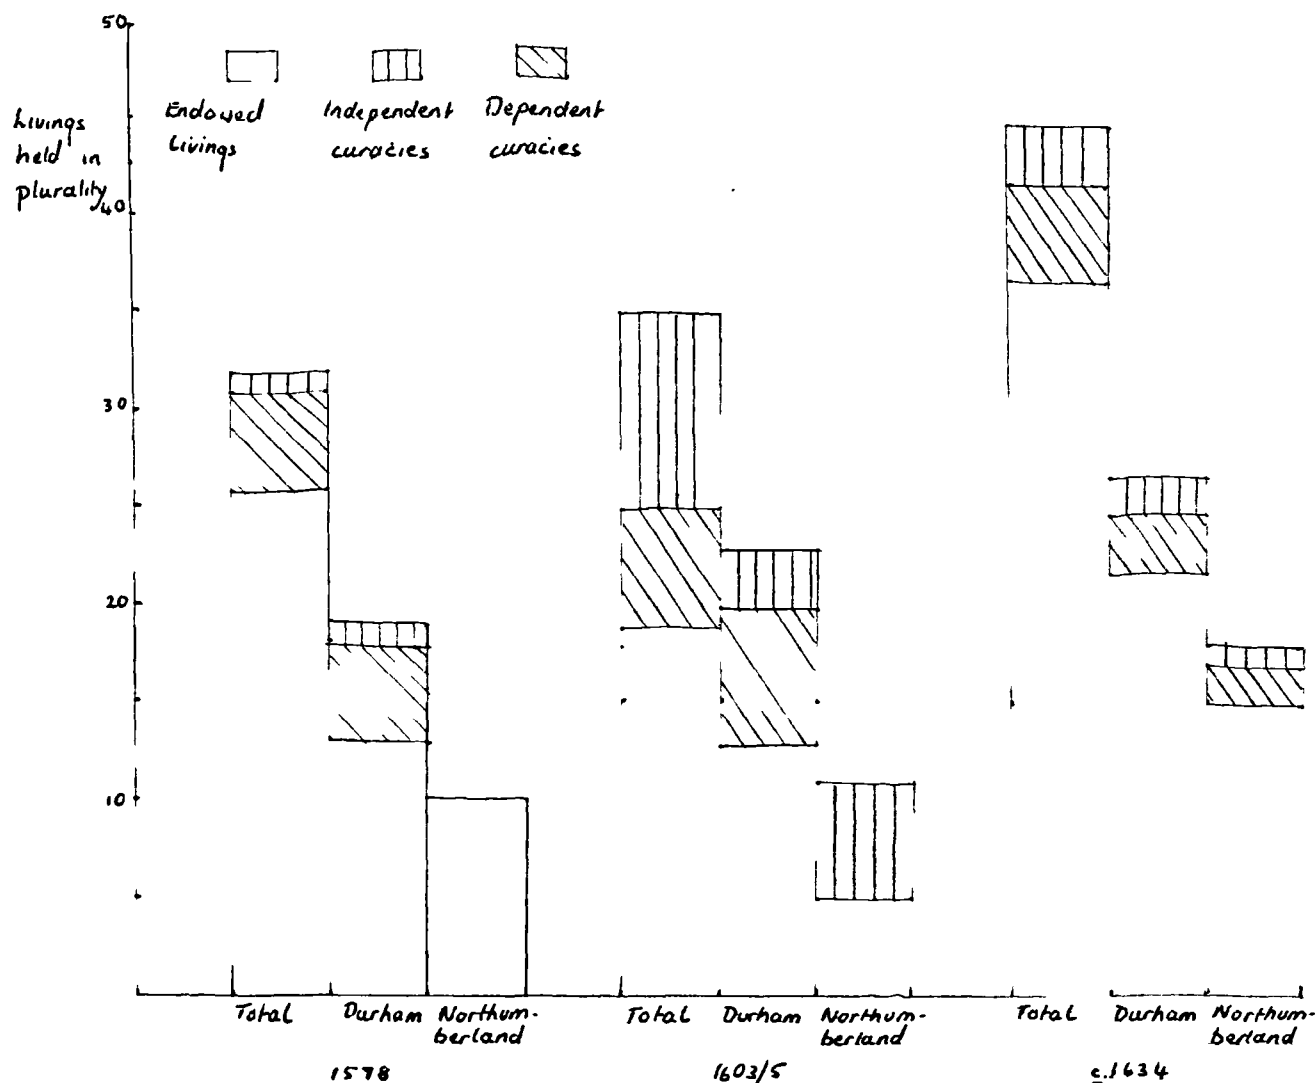 50
Endowed
Livings
Independent
curacies
Dependent
curacies
Livings
held in
plurality
40
30
20
10
Total
Durham
Northum-
berland
1578
Total
Durham
Northum-
berland
1603/5
Total
Durham
Northum-
berland
c.1634